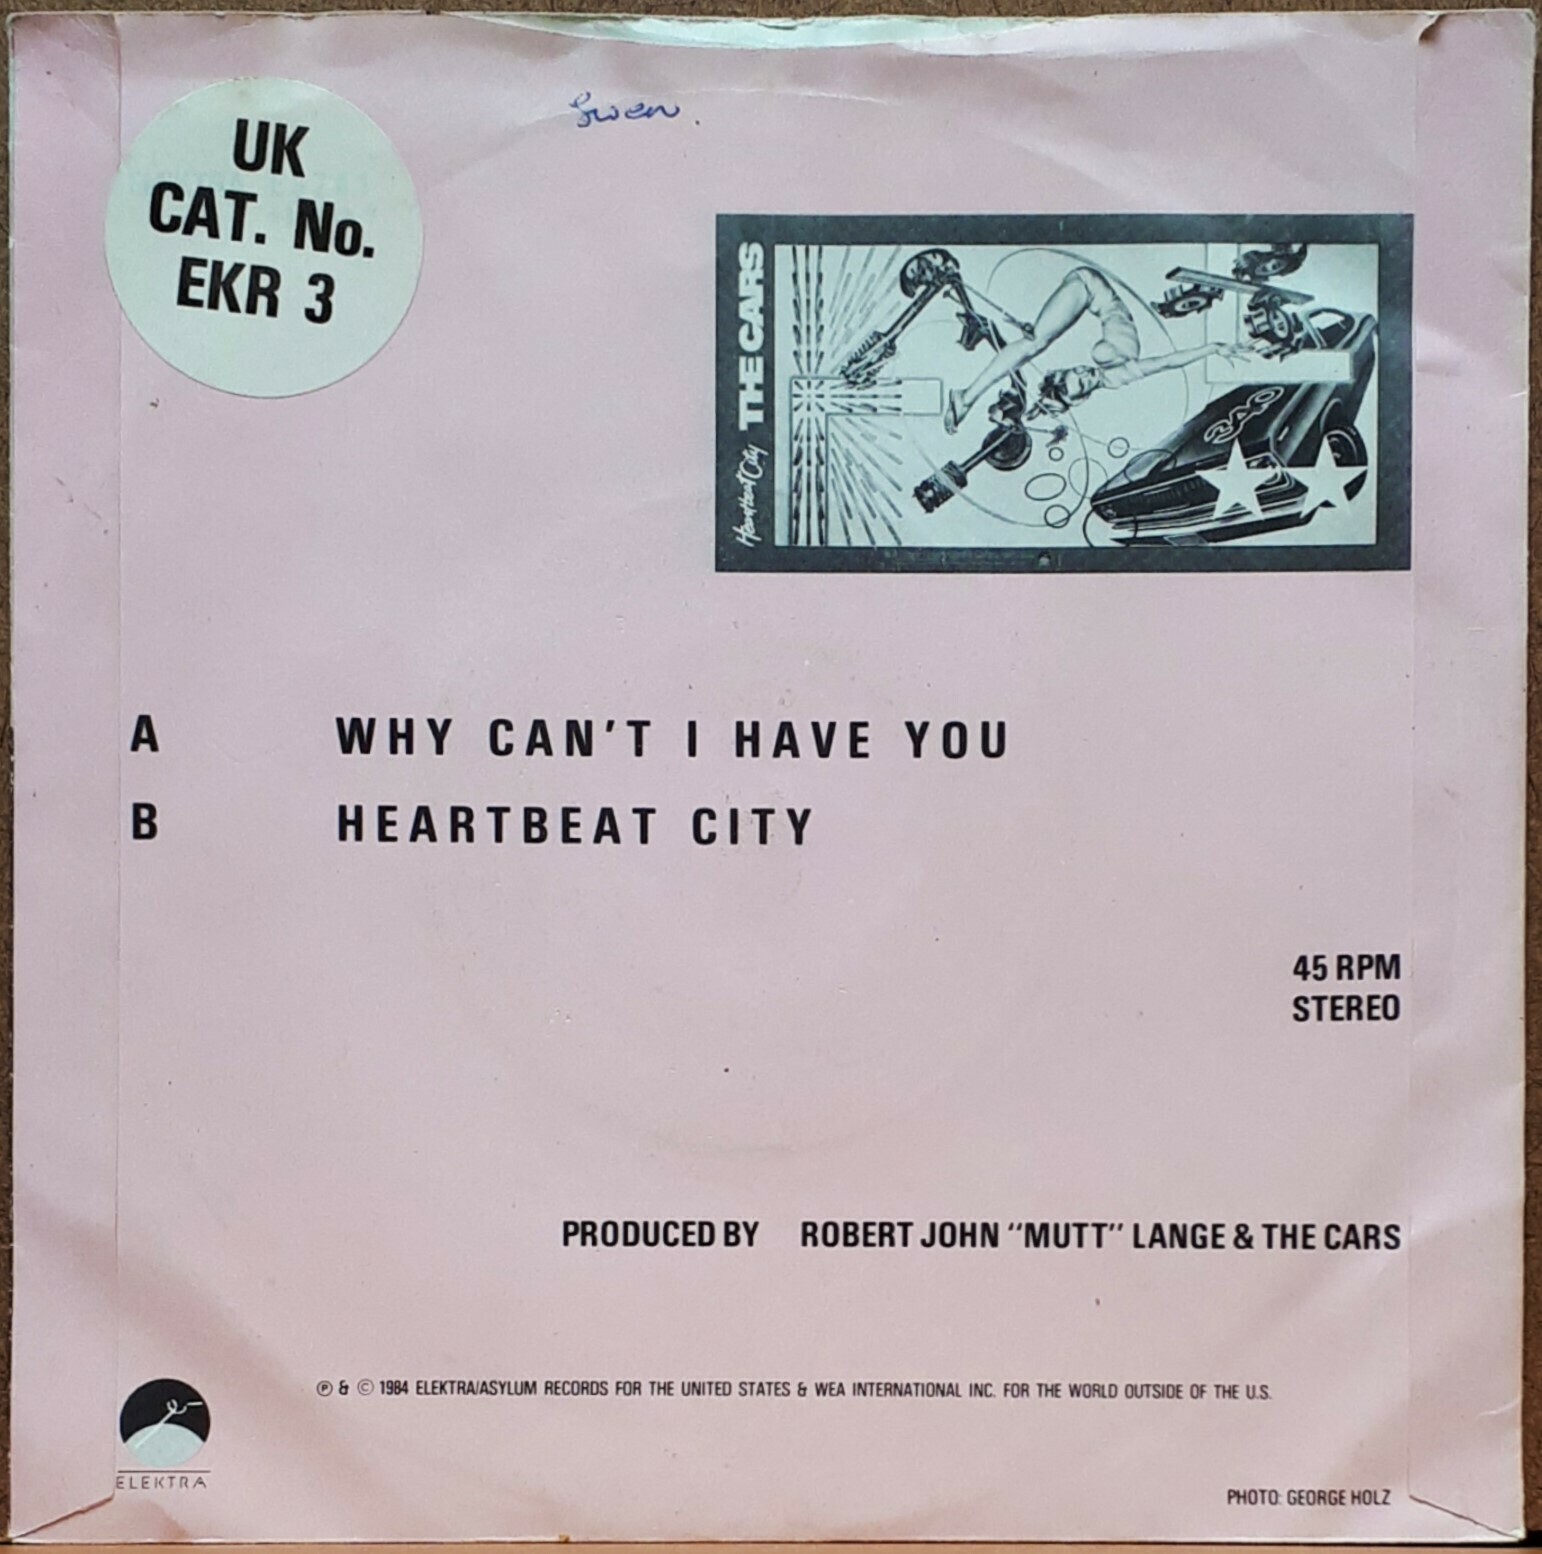 UK
CAT. No.
EKR 3
THE CARS
Heartbeat City
A WHY CAN'T I HAVE YOU
B HEARTBEAT CITY
45 RPM
STEREO
PRODUCED BY ROBERT JOHN "MUTT" LANGE & THE CARS
℗ & © 1984 ELEKTRA/ASYLUM RECORDS FOR THE UNITED STATES & WEA INTERNATIONAL INC. FOR THE WORLD OUTSIDE OF THE U.S.
ELEKTRA
PHOTO: GEORGE HOLZ